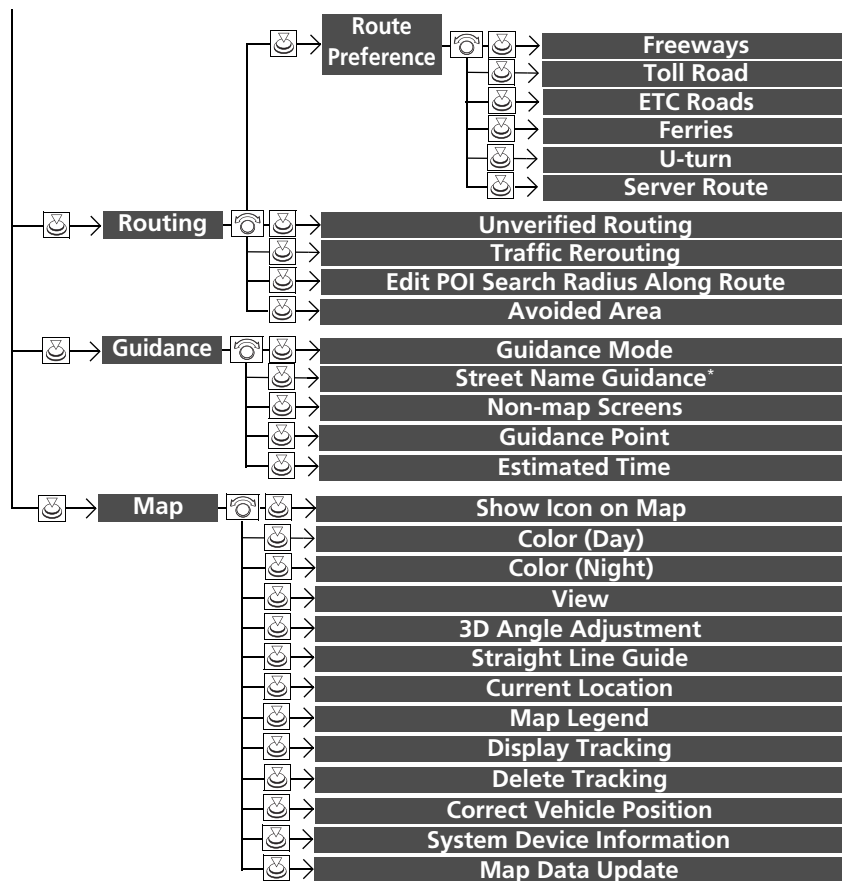 Route
Preference
Freeways
Toll Road
ETC Roads
Ferries
U-turn
Server Route
Routing
Unverified Routing
Traffic Rerouting
Edit POI Search Radius Along Route
Avoided Area
Guidance
Guidance Mode
Street Name Guidance*
Non-map Screens
Guidance Point
Estimated Time
Map
Show Icon on Map
Color (Day)
Color (Night)
View
3D Angle Adjustment
Straight Line Guide
Current Location
Map Legend
Display Tracking
Delete Tracking
Correct Vehicle Position
System Device Information
Map Data Update